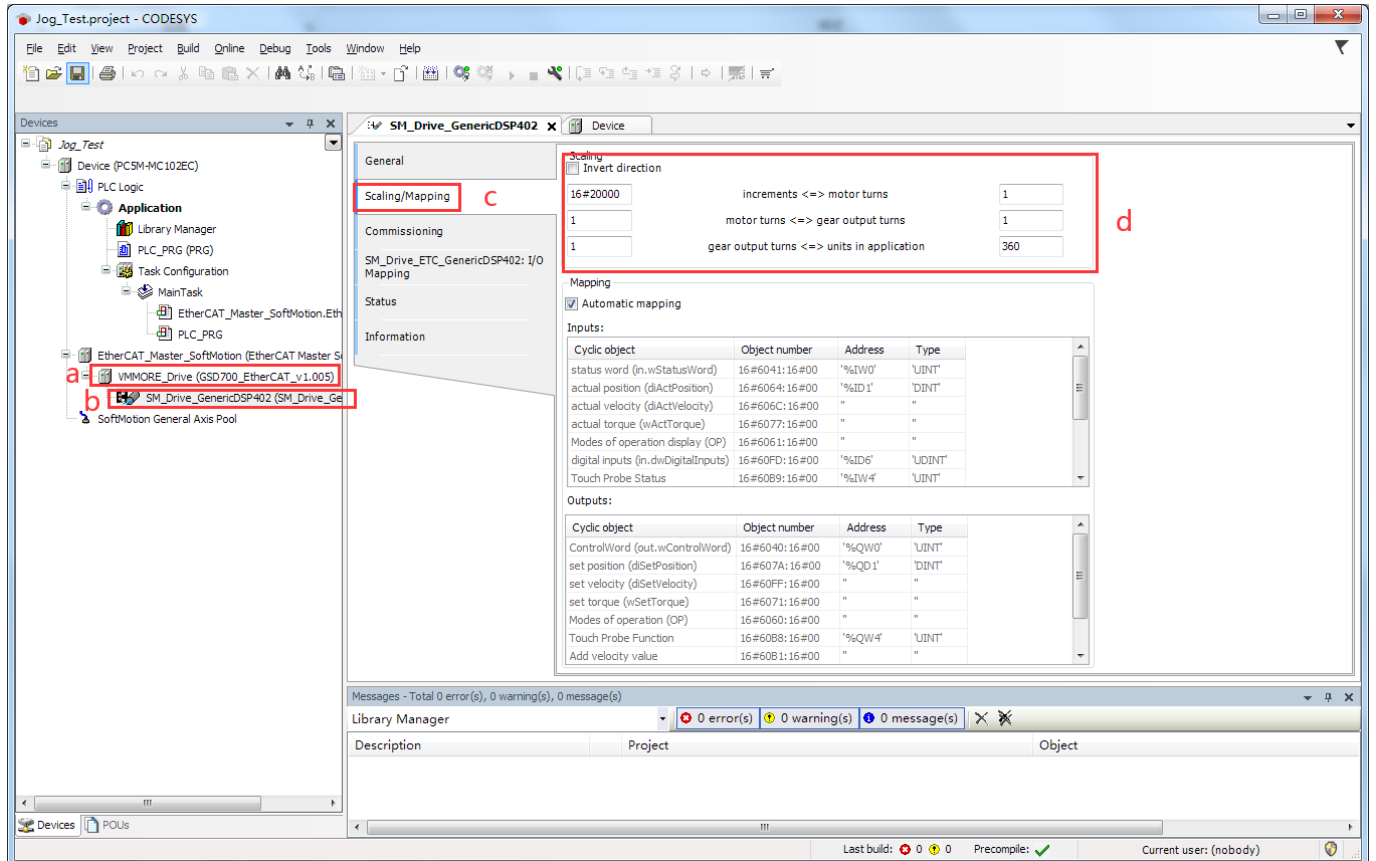 Jog_Test.project - CODESYS
File Edit View Project Build Online Debug Tools Window Help
Devices
Jog_Test
Device (PC5M-MC102EC)
PLC Logic
Application
Library Manager
PLC_PRG (PRG)
Task Configuration
MainTask
EtherCAT_Master_SoftMotion.Eth
PLC_PRG
EtherCAT_Master_SoftMotion (EtherCAT Master S
a
VMMORE_Drive (GSD700_EtherCAT_v1.005)
b
SM_Drive_GenericDSP402 (SM_Drive_Ge
SoftMotion General Axis Pool
Devices POUs
SM_Drive_GenericDSP402 Device
General
Scaling/Mapping
c
Commissioning
SM_Drive_ETC_GenericDSP402: I/O
Mapping
Status
Information
Scaling
Invert direction
16#20000 increments <=> motor turns 1
1 motor turns <=> gear output turns 1
1 gear output turns <=> units in application 360
d
Mapping
Automatic mapping
Inputs:
Cyclic object Object number Address Type
status word (in.wStatusWord) 16#6041:16#00 '%IW0' 'UINT'
actual position (diActPosition) 16#6064:16#00 '%ID1' 'DINT'
actual velocity (diActVelocity) 16#606C:16#00 '' ''
actual torque (wActTorque) 16#6077:16#00 '' ''
Modes of operation display (OP) 16#6061:16#00 '' ''
digital inputs (in.dwDigitalInputs) 16#60FD:16#00 '%ID6' 'UDINT'
Touch Probe Status 16#60B9:16#00 '%IW4' 'UINT'
Outputs:
Cyclic object Object number Address Type
ControlWord (out.wControlWord) 16#6040:16#00 '%QW0' 'UINT'
set position (diSetPosition) 16#607A:16#00 '%QD1' 'DINT'
set velocity (diSetVelocity) 16#60FF:16#00 '' ''
set torque (wSetTorque) 16#6071:16#00 '' ''
Modes of operation (OP) 16#6060:16#00 '' ''
Touch Probe Function 16#60B8:16#00 '%QW4' 'UINT'
Add velocity value 16#60B1:16#00 '' ''
Messages - Total 0 error(s), 0 warning(s), 0 message(s)
Library Manager 0 error(s) 0 warning(s) 0 message(s)
Description Project Object
Last build: 0 0 Precompile: Current user: (nobody)